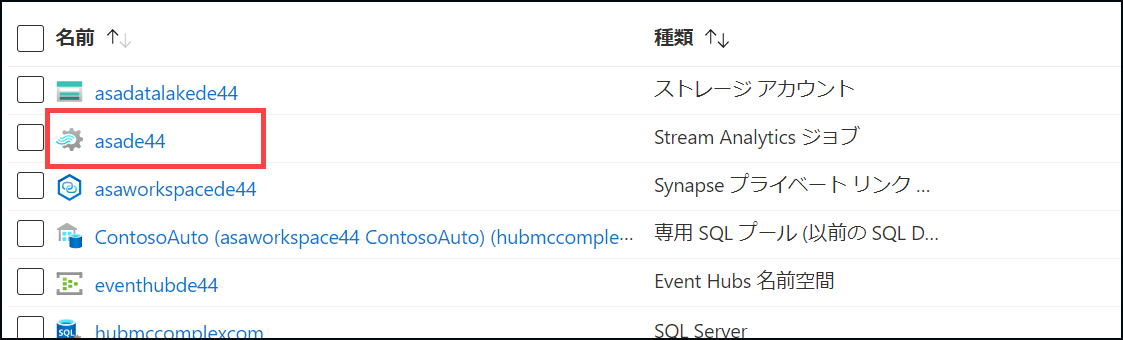 名前 ↑↓ 種類 ↑↓
asadatalakede44 ストレージ アカウント
asade44 Stream Analytics ジョブ
asaworkspacede44 Synapse プライベート リンク ...
ContosoAuto (asaworkspace44 ContosoAuto) (hubmccomple... 専用 SQL プール (以前の SQL D...
eventhubde44 Event Hubs 名前空間
SQL hubmccomplexcom SQL Server